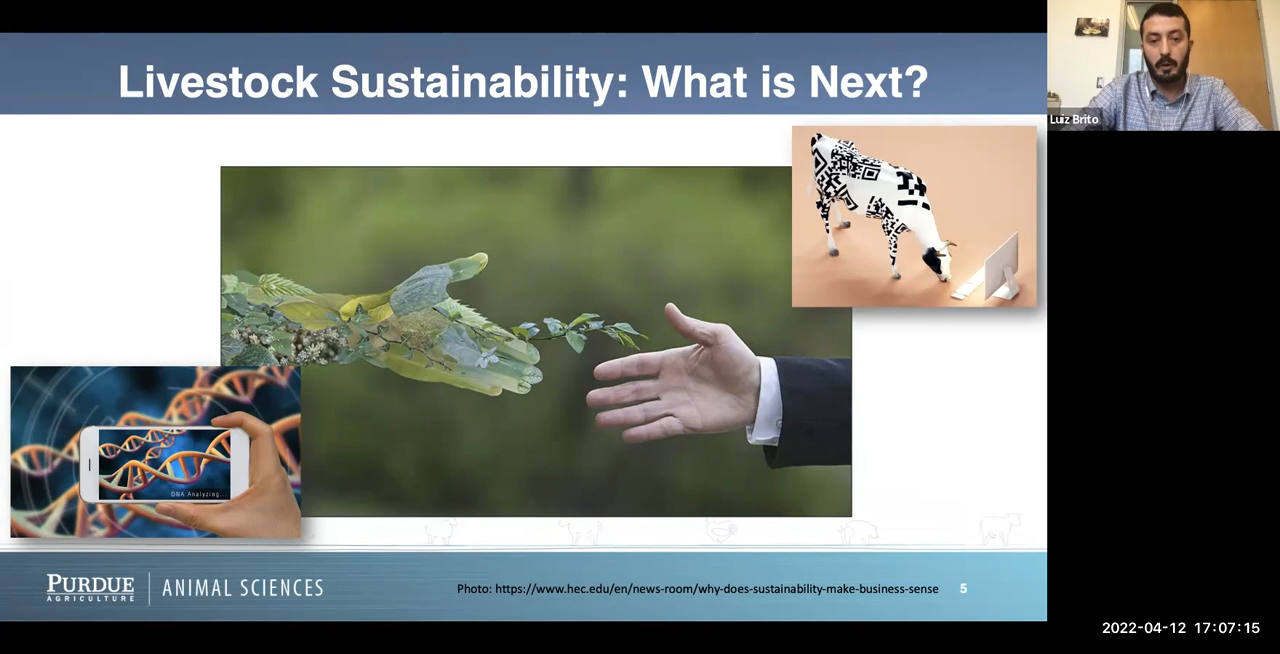 Livestock Sustainability: What is Next?
Luiz Brito
DNA Analyzing...
PURDUE
AGRICULTURE
ANIMAL SCIENCES
Photo: https://www.hec.edu/en/news-room/why-does-sustainability-make-business-sense
5
2022-04-12 17:07:15